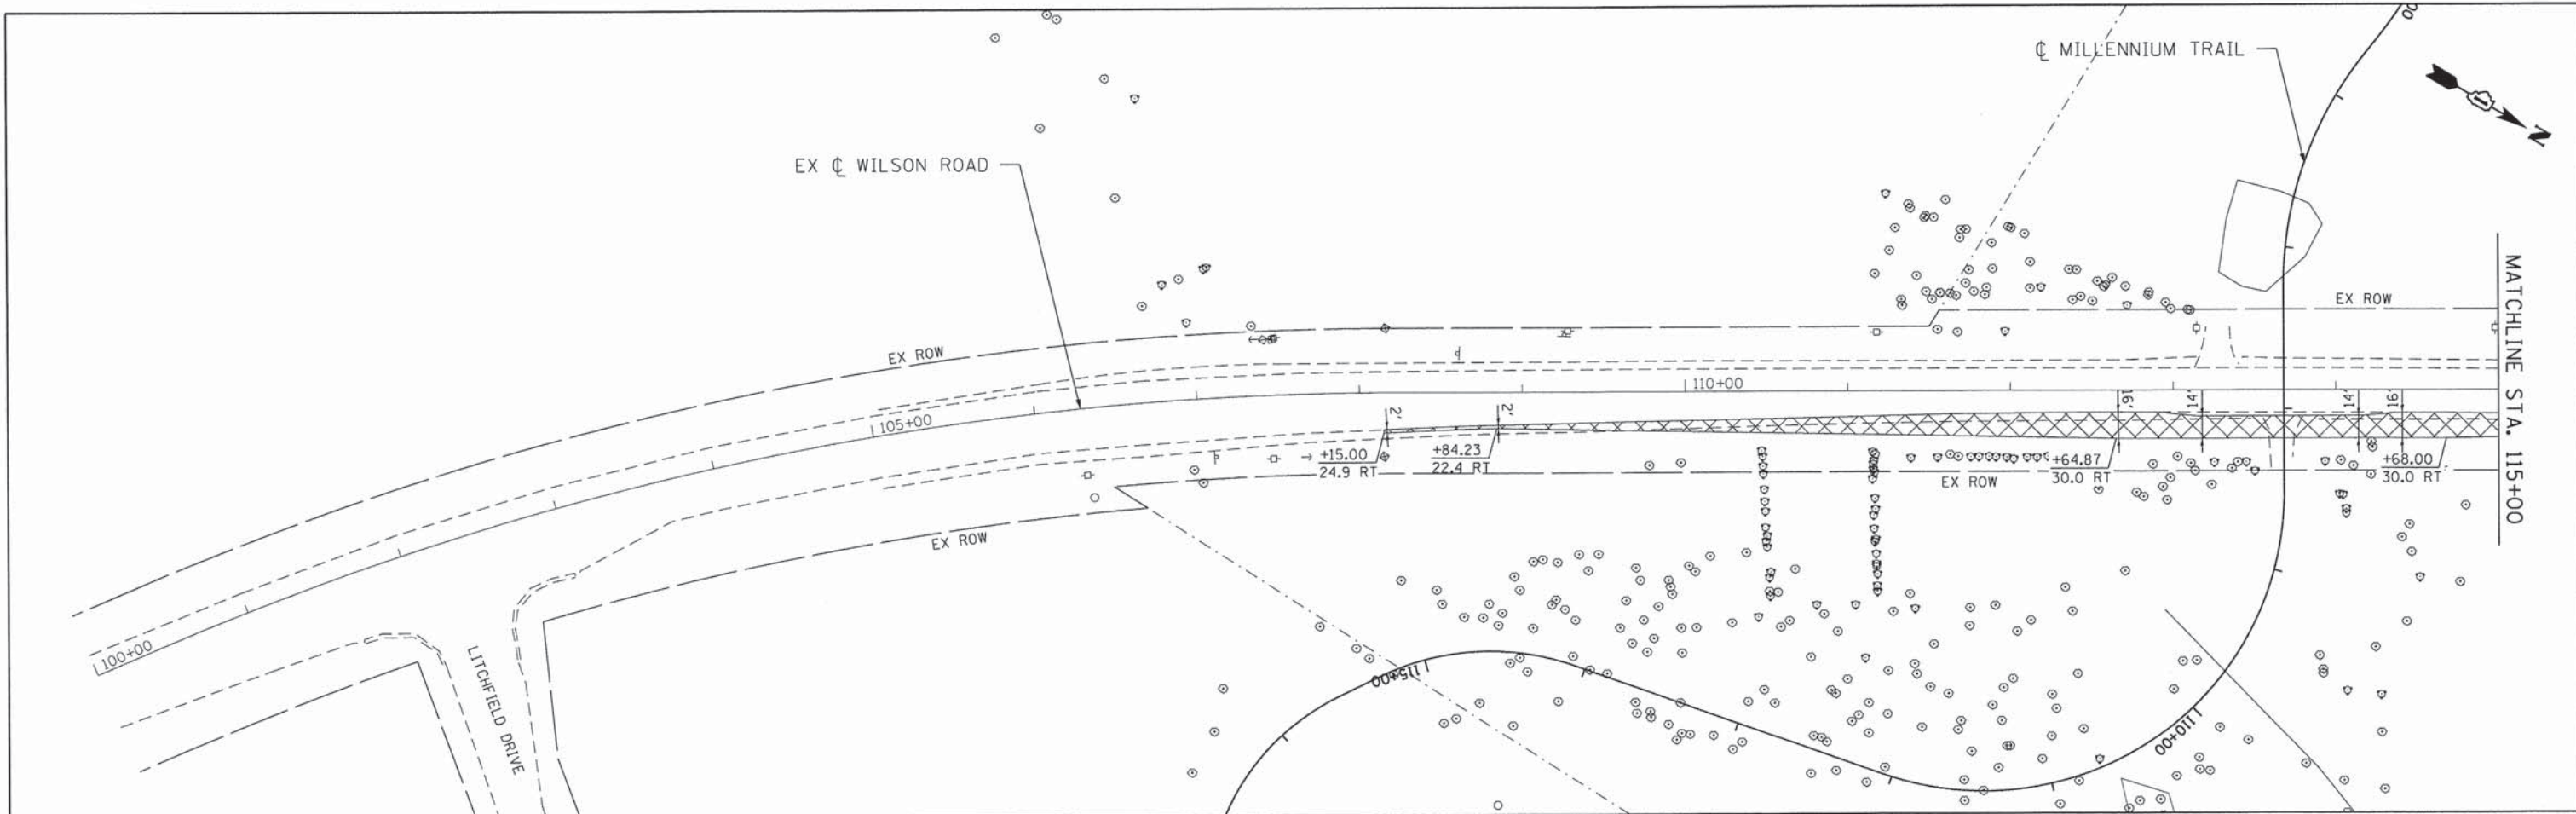 00
℄ MILLENNIUM TRAIL
N
EX ℄ WILSON ROAD
MATCHLINE STA. 115+00
EX ROW
EX ROW
110+00
105+00
2'
2'
16'
14'
14'
16'
+15.00
24.9 RT
+84.23
22.4 RT
+64.87
30.0 RT
+68.00
30.0 RT
EX ROW
EX ROW
100+00
LITCHFIELD DRIVE
115+00
110+00